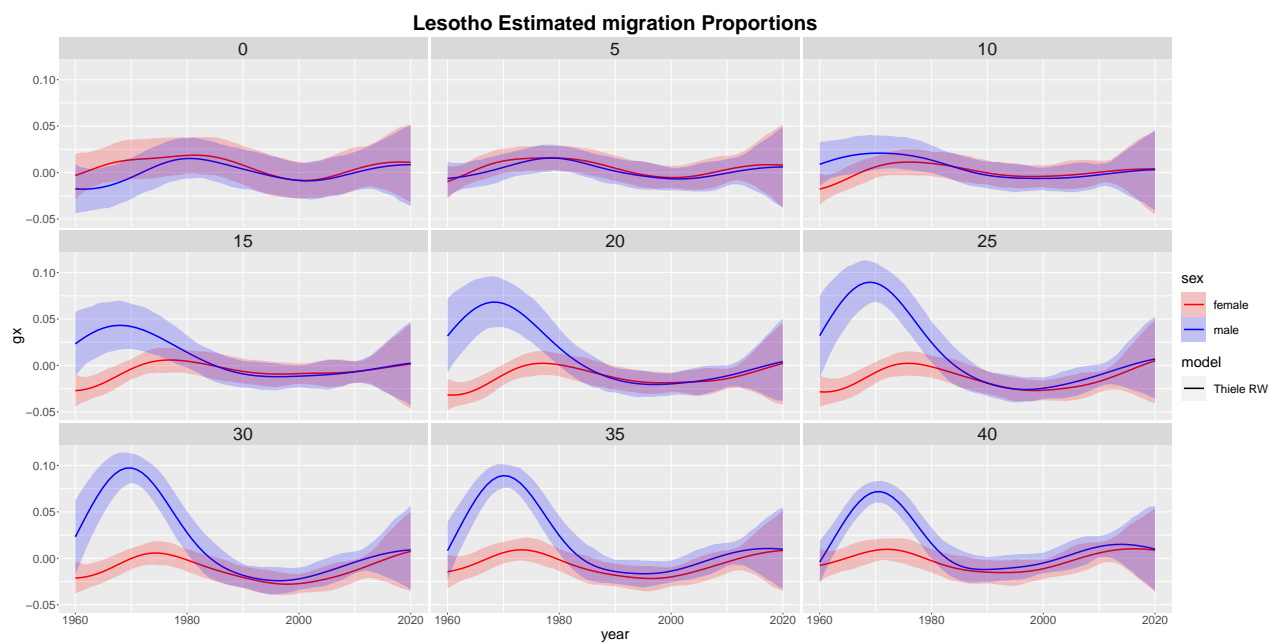 Lesotho Estimated migration Proportions
0 5 10
0.10
0.05
0.00
−0.05
15 20 25
0.10
0.05
0.00
−0.05
30 35 40
0.10
0.05
0.00
−0.05
1960 1980 2000 2020 1960 1980 2000 2020 1960 1980 2000 2020
year
gx
sex
female
male
model
Thiele RW